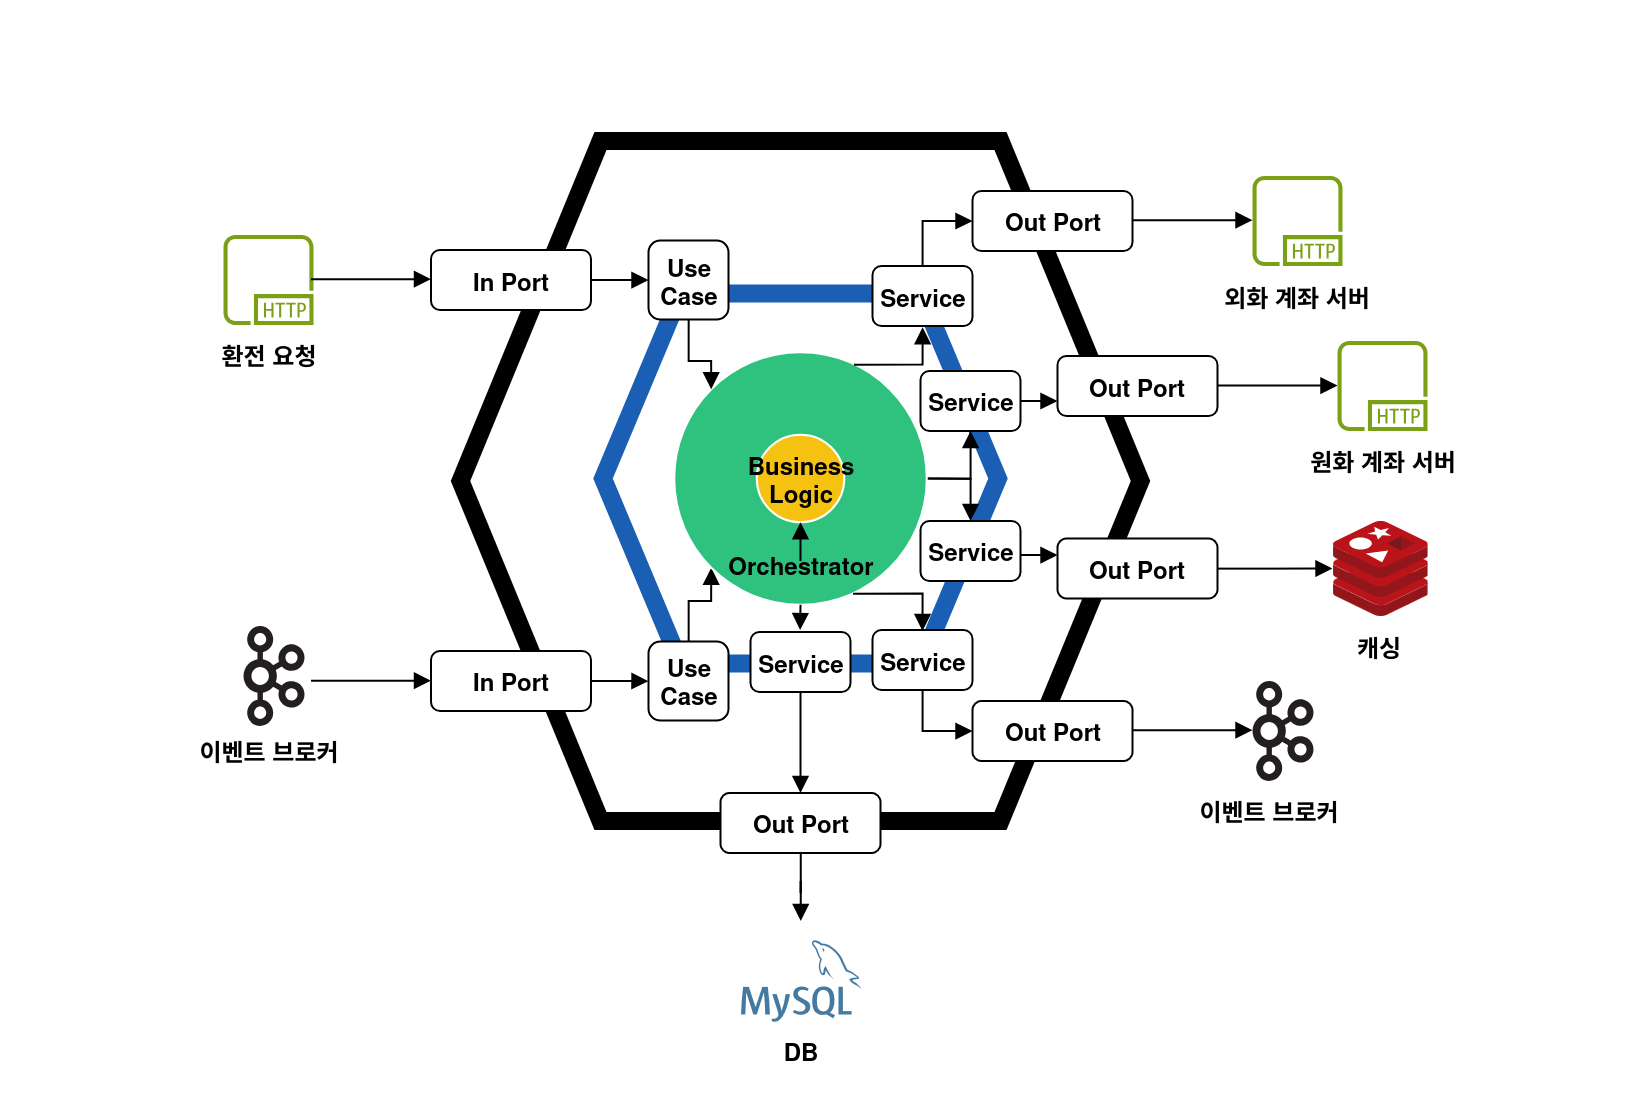 Out Port
HTTP
외화 계좌 서버
HTTP
환전 요청
In Port
Use
Case
Service
Service
Out Port
HTTP
원화 계좌 서버
Business
Logic
Orchestrator
Service
Out Port
캐싱
이벤트 브로커
In Port
Use
Case
Service
Service
Out Port
이벤트 브로커
Out Port
MySQL
DB